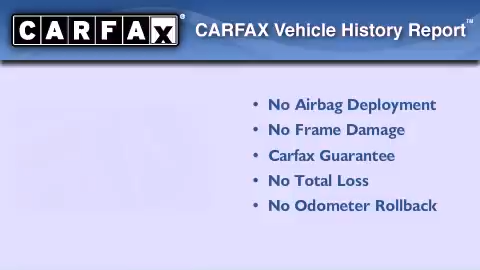 CARFAX® CARFAX Vehicle History Report™
• No Airbag Deployment
• No Frame Damage
• Carfax Guarantee
• No Total Loss
• No Odometer Rollback